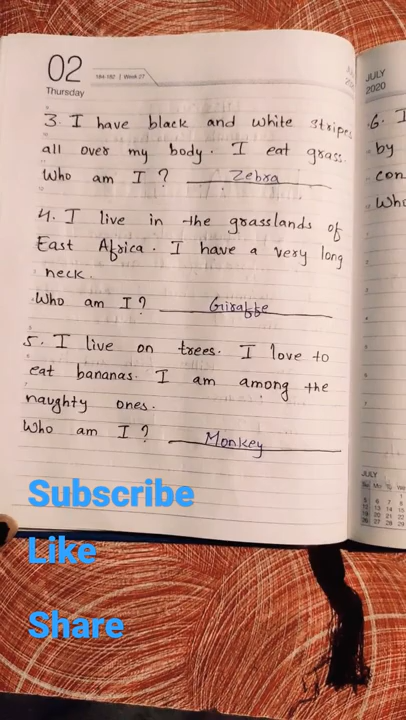 02
Thursday
184-182 | Week 27
3. I have black and white stripes
all over my body. I eat grass.
Who am I? Zebra
4. I live in the grasslands of
East Africa. I have a very long
neck.
Who am I? Giraffe
5. I live on trees. I love to
eat bananas. I am among the
naughty ones.
Who am I? Monkey
JULY
2020
6. I
by
con
Who
JULY
Subscribe
Like
Share